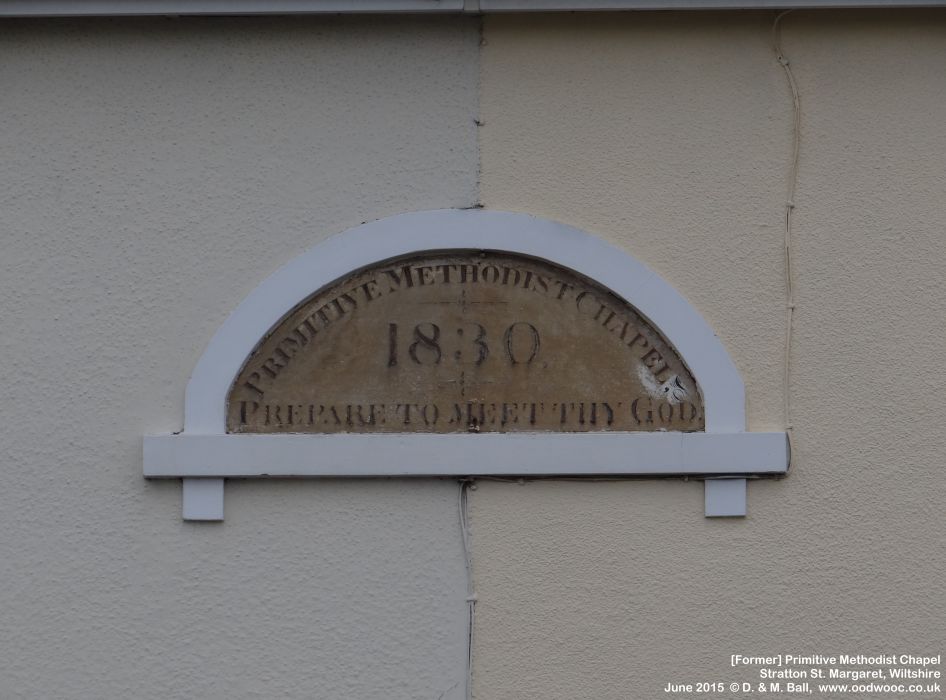 PRIMITIVE METHODIST CHAPEL
1830.
PREPARE TO MEET THY GOD.
[Former] Primitive Methodist Chapel
Stratton St. Margaret, Wiltshire
June 2015 © D. & M. Ball, www.oodwooc.co.uk